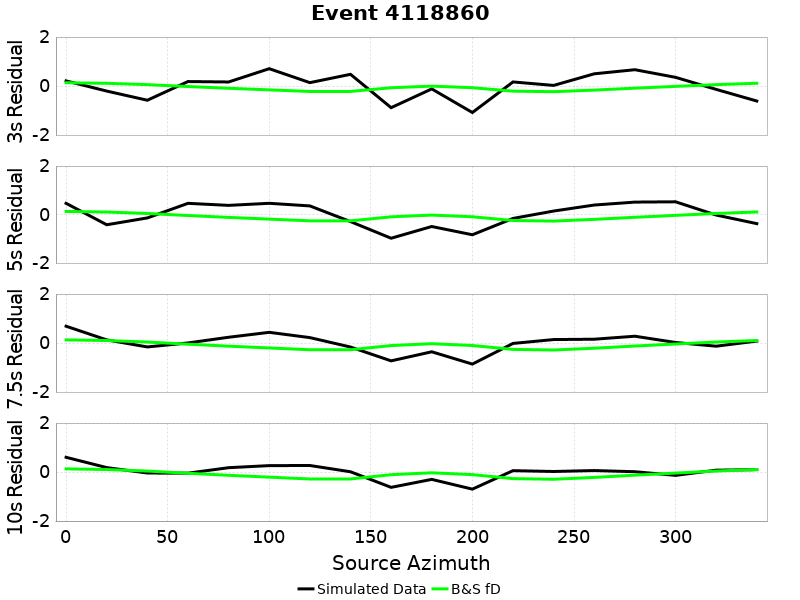 Event 4118860
3s Residual
2
0
-2
5s Residual
2
0
-2
7.5s Residual
2
0
-2
10s Residual
2
0
-2
0 50 100 150 200 250 300
Source Azimuth
Simulated Data B&S fD